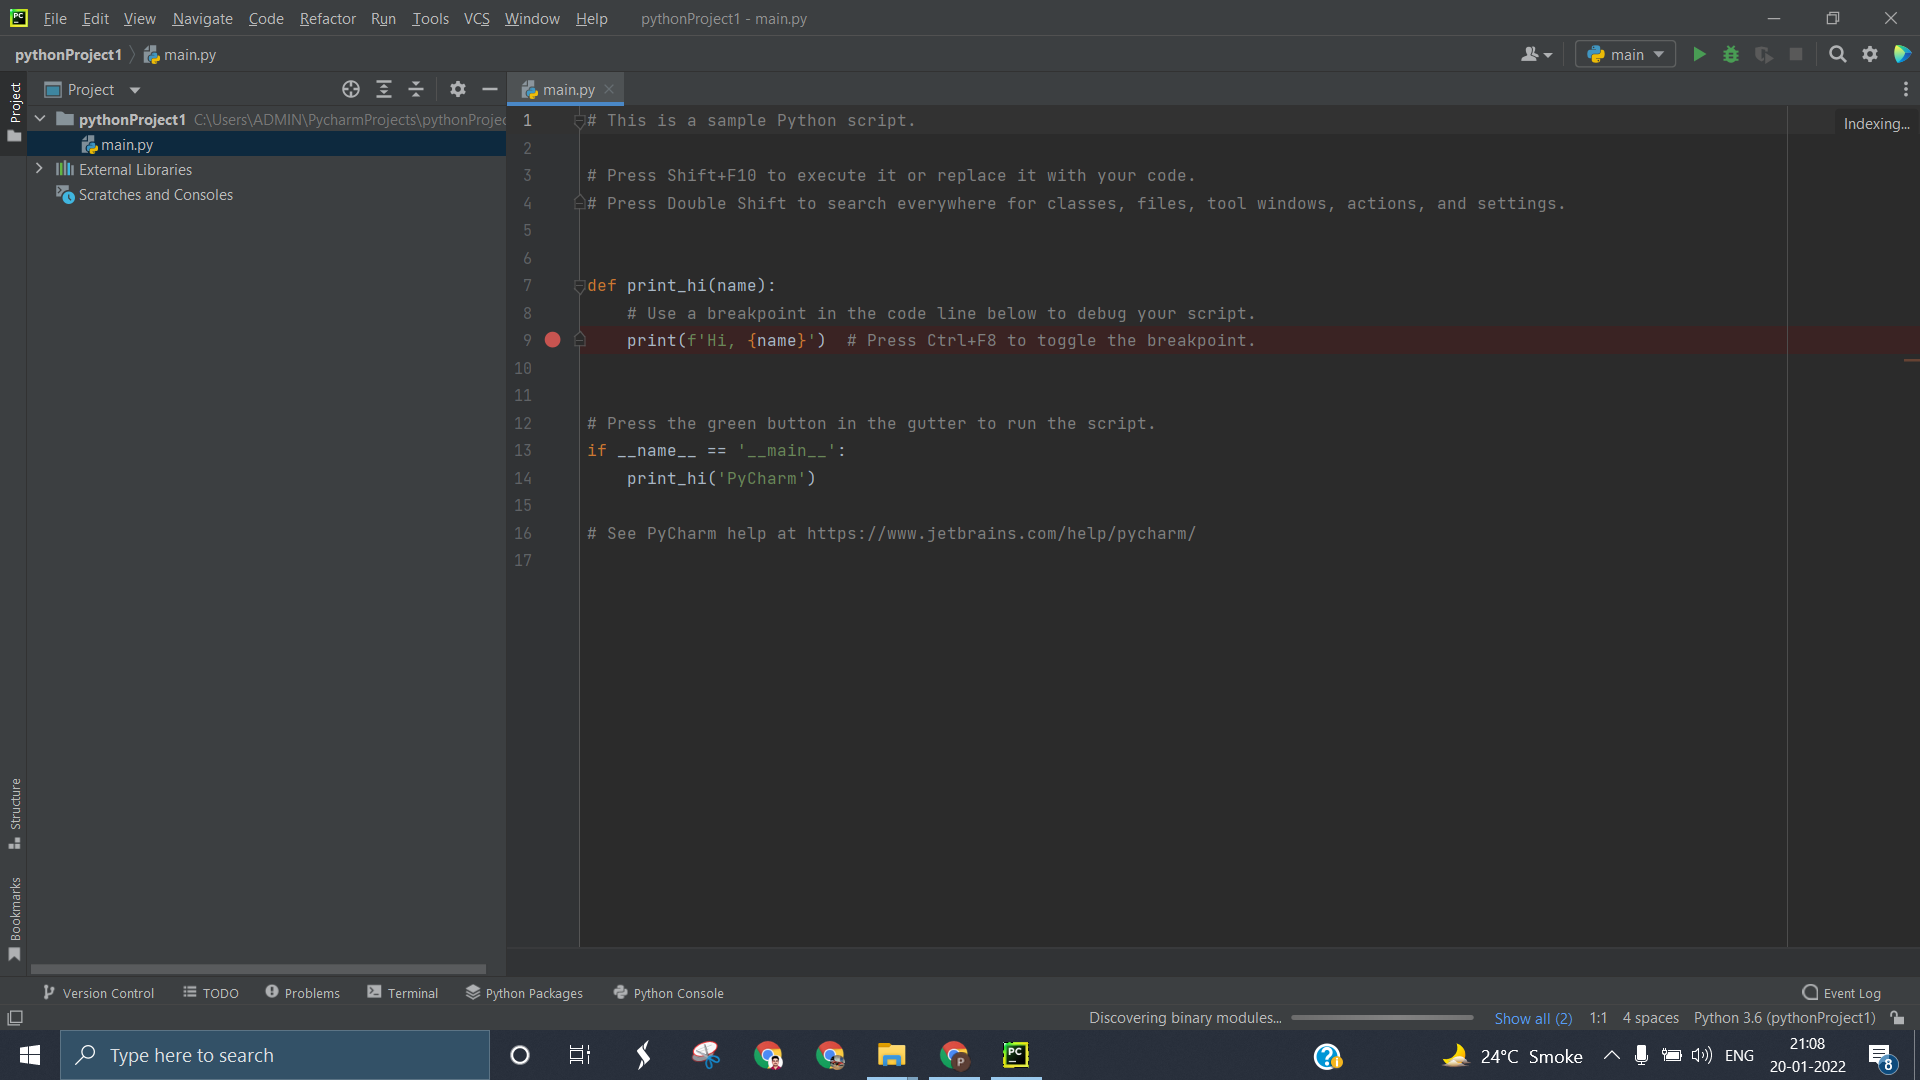 PC File Edit View Navigate Code Refactor Run Tools VCS Window Help pythonProject1 - main.py
pythonProject1 main.py main
Project main.py
Project
pythonProject1 C:\Users\ADMIN\PycharmProjects\pythonProjec
main.py
External Libraries
Scratches and Consoles
Structure
Bookmarks
1 # This is a sample Python script.
2
3 # Press Shift+F10 to execute it or replace it with your code.
4 # Press Double Shift to search everywhere for classes, files, tool windows, actions, and settings.
5
6
7 def print_hi(name):
8 # Use a breakpoint in the code line below to debug your script.
9 print(f'Hi, {name}')  # Press Ctrl+F8 to toggle the breakpoint.
10
11
12 # Press the green button in the gutter to run the script.
13 if __name__ == '__main__':
14 print_hi('PyCharm')
15
16 # See PyCharm help at https://www.jetbrains.com/help/pycharm/
17
Indexing...
Version Control TODO Problems Terminal Python Packages Python Console Event Log
Discovering binary modules... Show all (2) 1:1 4 spaces Python 3.6 (pythonProject1)
Type here to search P PC 24°C Smoke ENG 21:08
20-01-2022 8